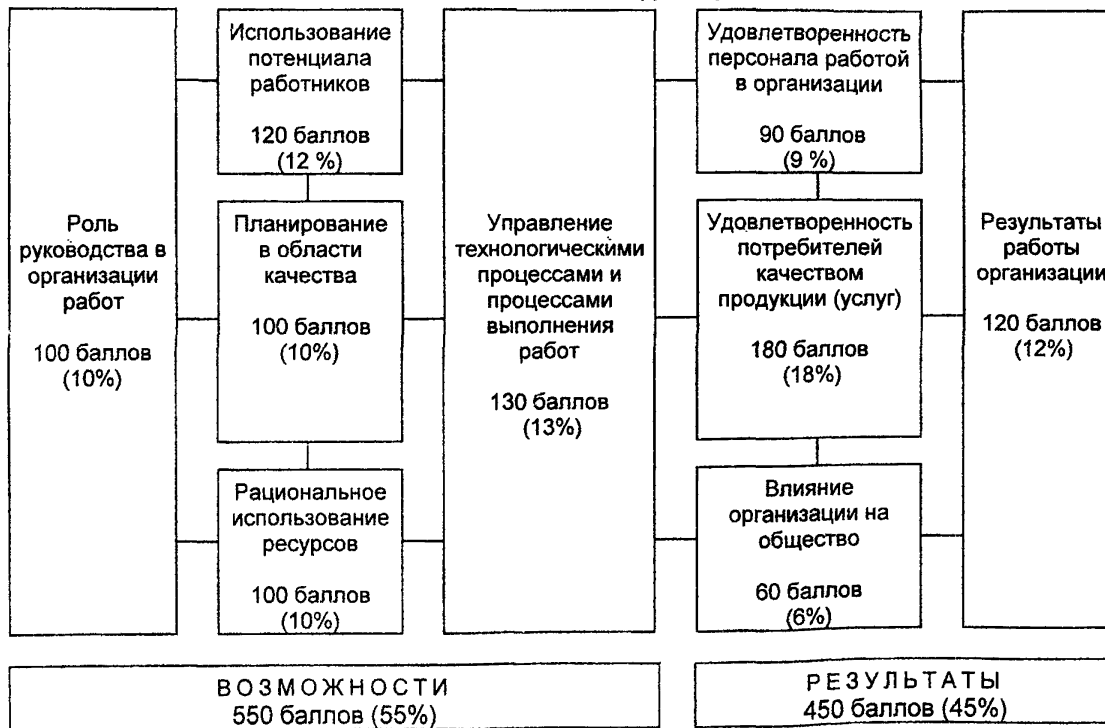 Роль
руководства в
организации
работ
100 баллов
(10%)
Использование
потенциала
работников
120 баллов
(12 %)
Планирование
в области
качества
100 баллов
(10%)
Рациональное
использование
ресурсов
100 баллов
(10%)
Управление
технологическими
процессами и
процессами
выполнения
работ
130 баллов
(13%)
Удовлетворенность
персонала работой
в организации
90 баллов
(9 %)
Удовлетворенность
потребителей
качеством
продукции (услуг)
180 баллов
(18%)
Влияние
организации на
общество
60 баллов
(6%)
Результаты
работы
организации
120 баллов
(12%)
ВОЗМОЖНОСТИ
550 баллов (55%)
РЕЗУЛЬТАТЫ
450 баллов (45%)